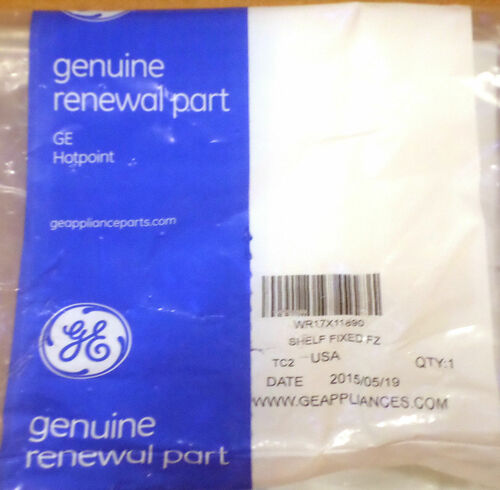 genuine
renewal part
GE
Hotpoint
geapplianceparts.com
WR17X11890
SHELF FIXED FZ
TC2 USA QTY:1
DATE 2015/05/19
WWW.GEAPPLIANCES.COM
GE
genuine
renewal part